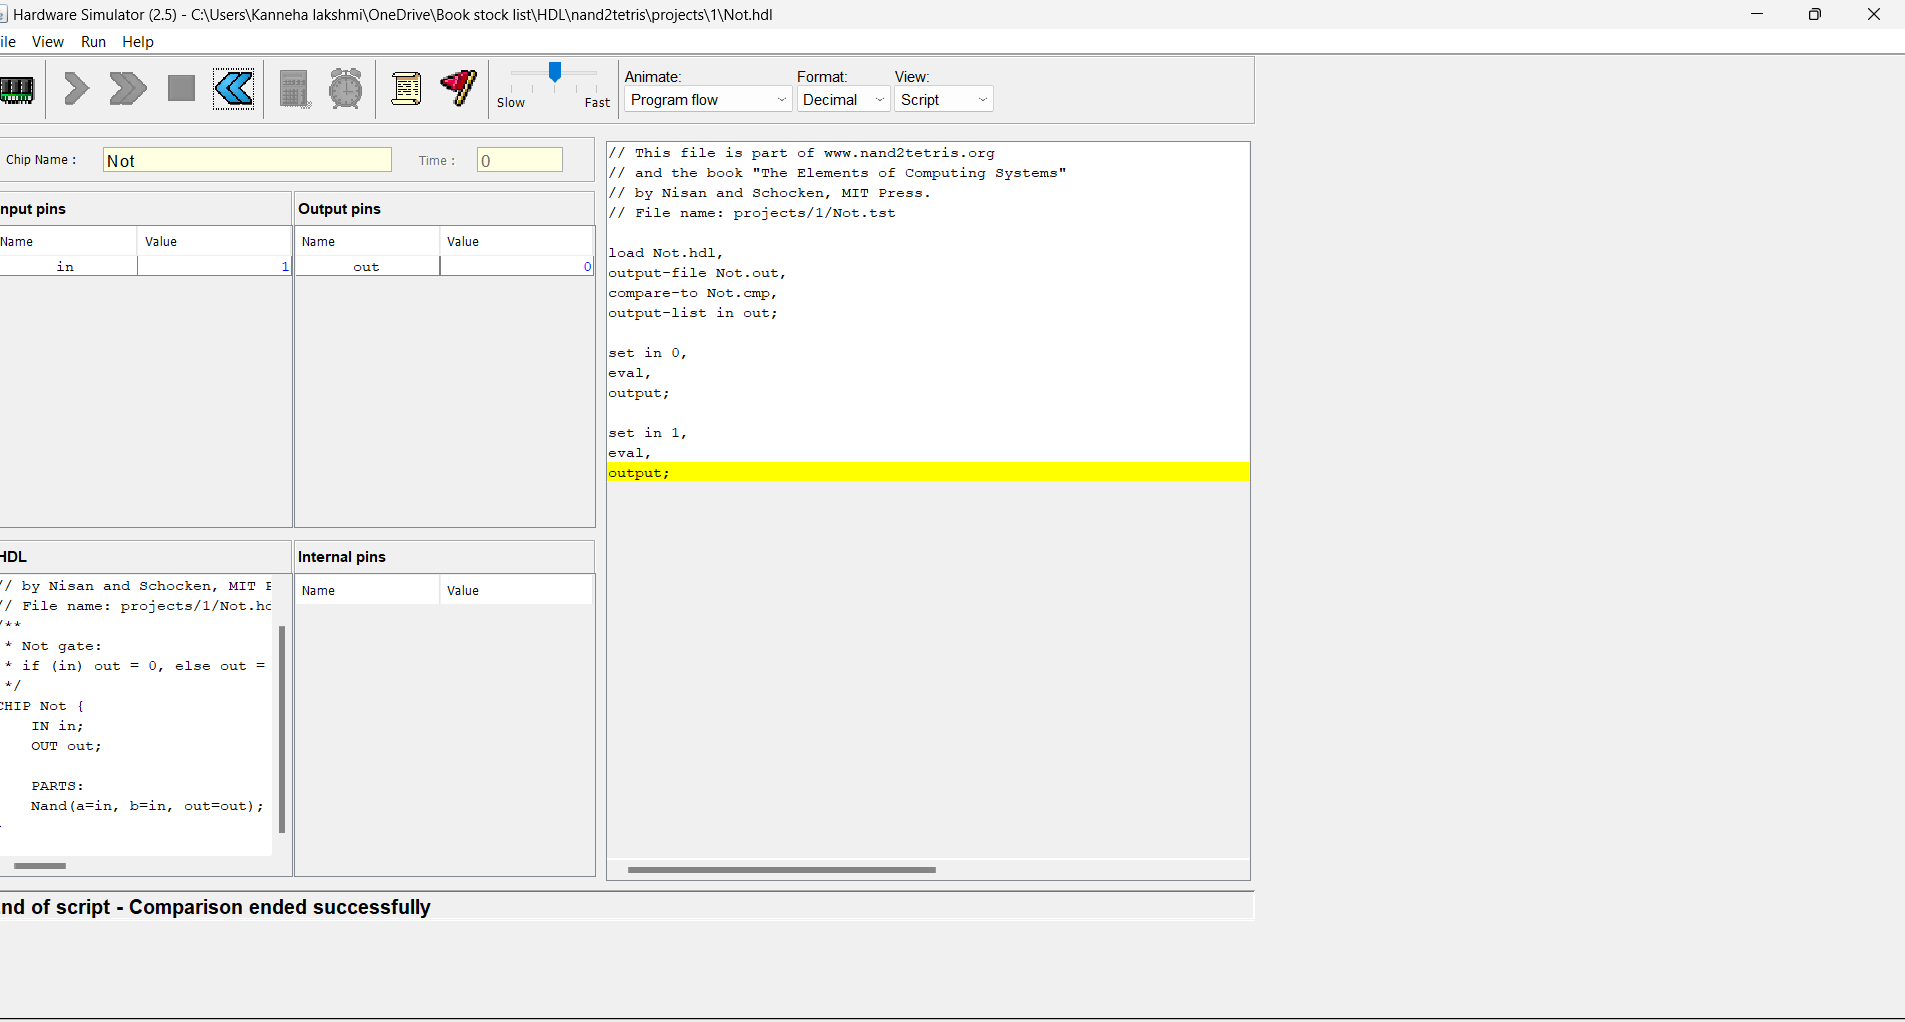 Hardware Simulator (2.5) - C:\Users\Kanneha lakshmi\OneDrive\Book stock list\HDL\nand2tetris\projects\1\Not.hdl
ile View Run Help
Slow Fast
Animate: Format: View:
Program flow Decimal Script
Chip Name : Not Time : 0
nput pins
Name Value
in 1
Output pins
Name Value
out 0
// This file is part of www.nand2tetris.org
// and the book "The Elements of Computing Systems"
// by Nisan and Schocken, MIT Press.
// File name: projects/1/Not.tst
load Not.hdl,
output-file Not.out,
compare-to Not.cmp,
output-list in out;
set in 0,
eval,
output;
set in 1,
eval,
output;
HDL
// by Nisan and Schocken, MIT
// File name: projects/1/Not.hd
/**
* Not gate:
* if (in) out = 0, else out =
*/
CHIP Not {
IN in;
OUT out;
PARTS:
Nand(a=in, b=in, out=out);
Internal pins
Name Value
nd of script - Comparison ended successfully